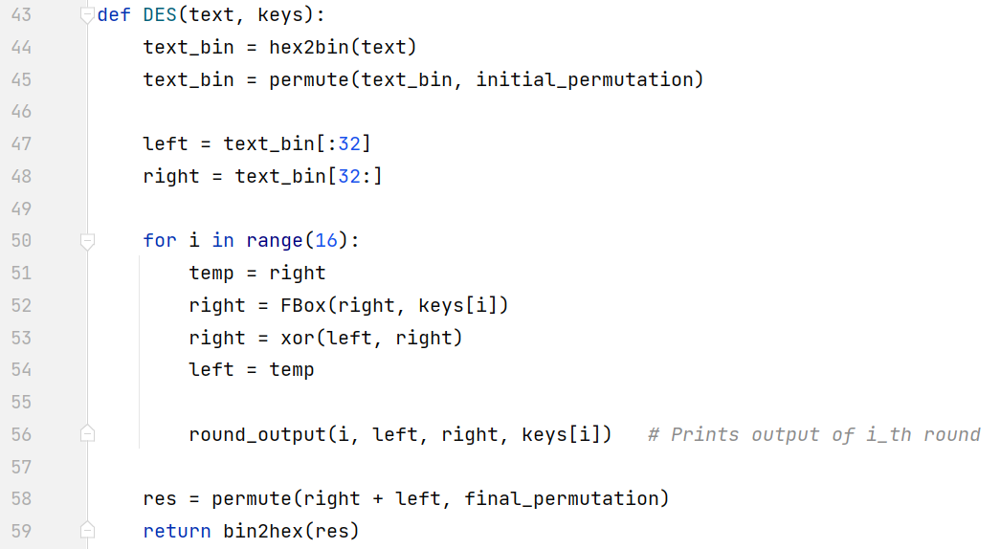 43 def DES(text, keys):
44     text_bin = hex2bin(text)
45     text_bin = permute(text_bin, initial_permutation)
46
47     left = text_bin[:32]
48     right = text_bin[32:]
49
50     for i in range(16):
51         temp = right
52         right = FBox(right, keys[i])
53         right = xor(left, right)
54         left = temp
55
56         round_output(i, left, right, keys[i])   # Prints output of i_th round
57
58     res = permute(right + left, final_permutation)
59     return bin2hex(res)